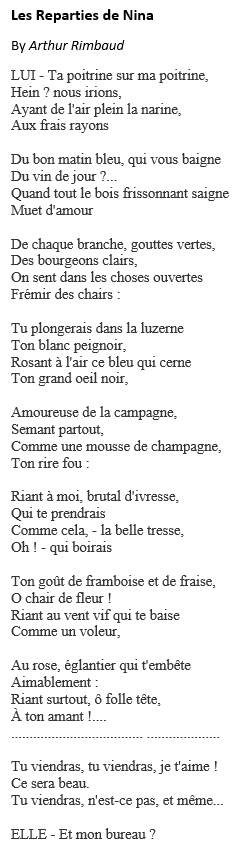 Les Reparties de Nina
By Arthur Rimbaud
LUI - Ta poitrine sur ma poitrine,
Hein ? nous irions,
Ayant de l'air plein la narine,
Aux frais rayons
Du bon matin bleu, qui vous baigne
Du vin de jour ?...
Quand tout le bois frissonnant saigne
Muet d'amour
De chaque branche, gouttes vertes,
Des bourgeons clairs,
On sent dans les choses ouvertes
Frémir des chairs :
Tu plongerais dans la luzerne
Ton blanc peignoir,
Rosant à l'air ce bleu qui cerne
Ton grand oeil noir,
Amoureuse de la campagne,
Semant partout,
Comme une mousse de champagne,
Ton rire fou :
Riant à moi, brutal d'ivresse,
Qui te prendrais
Comme cela, - la belle tresse,
Oh ! - qui boirais
Ton goût de framboise et de fraise,
O chair de fleur !
Riant au vent vif qui te baise
Comme un voleur,
Au rose, églantier qui t'embête
Aimablement :
Riant surtout, ô folle tête,
À ton amant !....
.................................... ....................
Tu viendras, tu viendras, je t'aime !
Ce sera beau.
Tu viendras, n'est-ce pas, et même...
ELLE - Et mon bureau ?